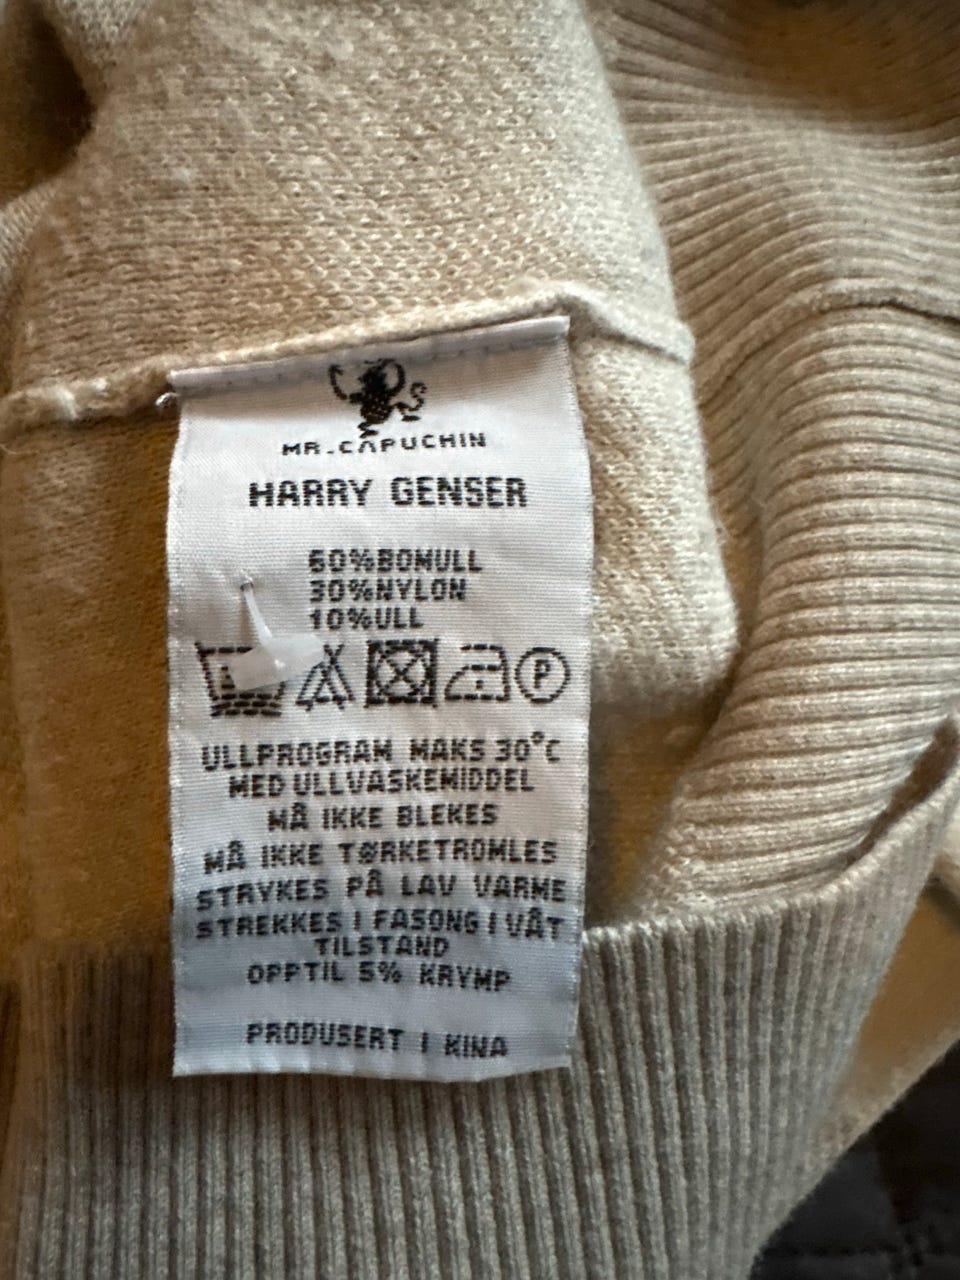 MR.CAPUCHIN
HARRY GENSER
60%BOMULL
30%NYLON
10%ULL
P
ULLPROGRAM MAKS 30°C
MED ULLVASKEMIDDEL
MÅ IKKE BLEKES
MÅ IKKE TØRKETROMLES
STRYKES PÅ LAV VARME
STREKKES I FASONG I VÅT
TILSTAND
OPPTIL 5% KRYMP
PRODUSERT I KINA